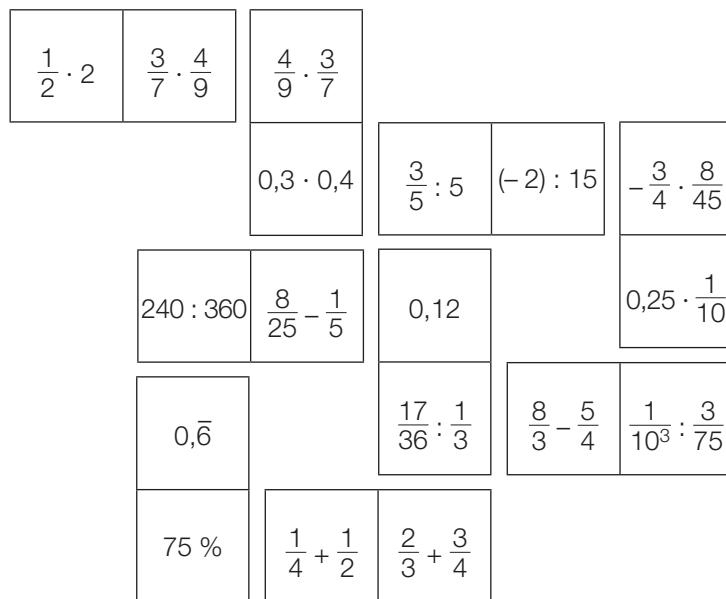 1/2 · 2 3/7 · 4/9 4/9 · 3/7
0,3 · 0,4 3/5 : 5 (– 2) : 15 – 3/4 · 8/45
240 : 360 8/25 – 1/5 0,12 0,25 · 1/10
0,6̅ 17/36 : 1/3 8/3 – 5/4 1/10³ : 3/75
75 % 1/4 + 1/2 2/3 + 3/4